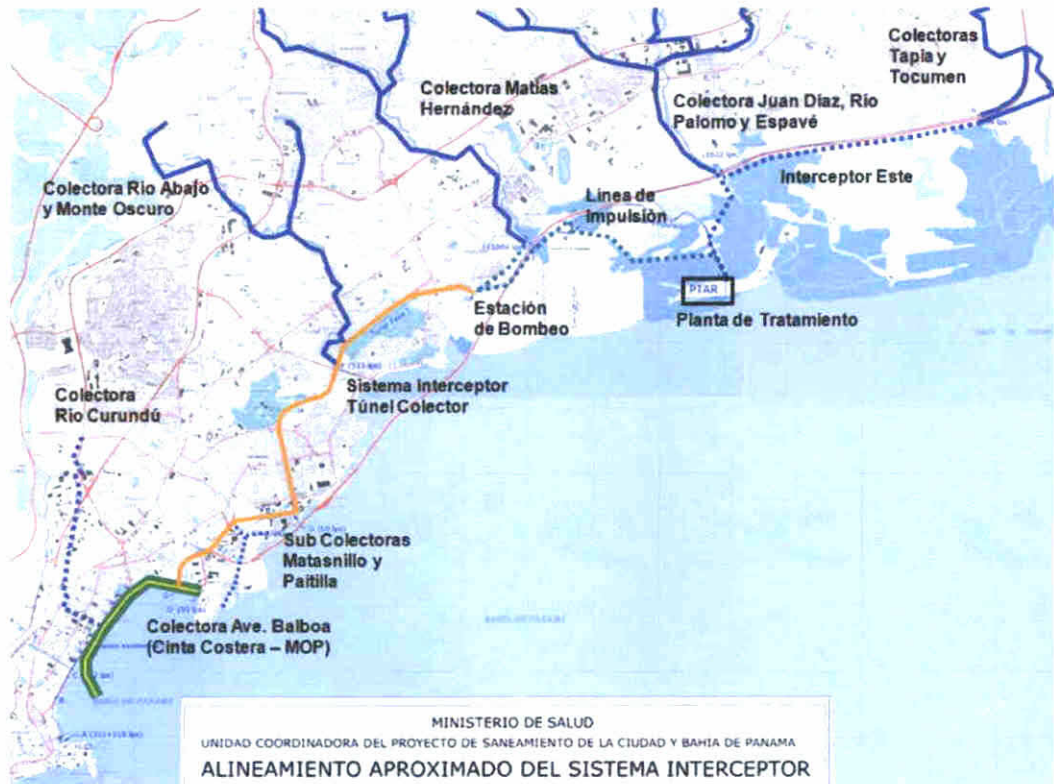 Colectoras
Tapia y
Tocumen
Colectora Matías
Hernández
Colectora Juan Díaz, Río
Palomo y Espavé
Colectora Río Abajo
y Monte Oscuro
Interceptor Este
Línea de
Impulsión
PTAR
Estación
de Bombeo
Planta de Tratamiento
Sistema Interceptor
Túnel Colector
Colectora
Río Curundú
Sub Colectoras
Matasnillo y
Paitilla
Colectora Ave. Balboa
(Cinta Costera – MOP)
MINISTERIO DE SALUD
UNIDAD COORDINADORA DEL PROYECTO DE SANEAMIENTO DE LA CIUDAD Y BAHIA DE PANAMA
ALINEAMIENTO APROXIMADO DEL SISTEMA INTERCEPTOR